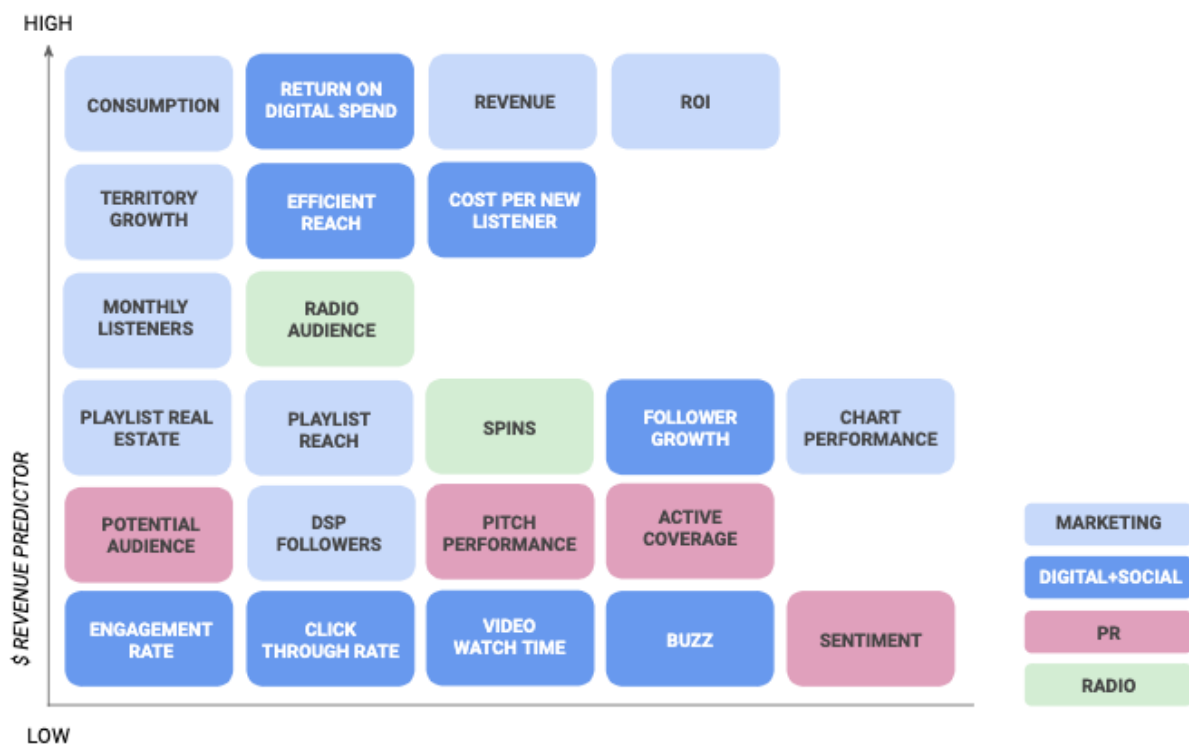 HIGH
CONSUMPTION
RETURN ON
DIGITAL SPEND
REVENUE
ROI
TERRITORY
GROWTH
EFFICIENT
REACH
COST PER NEW
LISTENER
MONTHLY
LISTENERS
RADIO
AUDIENCE
PLAYLIST REAL
ESTATE
PLAYLIST
REACH
SPINS
FOLLOWER
GROWTH
CHART
PERFORMANCE
POTENTIAL
AUDIENCE
DSP
FOLLOWERS
PITCH
PERFORMANCE
ACTIVE
COVERAGE
ENGAGEMENT
RATE
CLICK
THROUGH RATE
VIDEO
WATCH TIME
BUZZ
SENTIMENT
$ REVENUE PREDICTOR
LOW
MARKETING
DIGITAL+SOCIAL
PR
RADIO